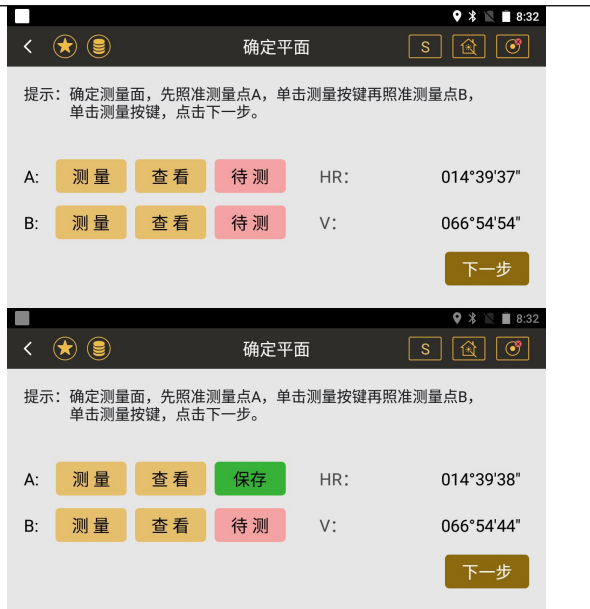 8:32
确定平面
S
提示：确定测量面，先照准测量点A，单击测量按键再照准测量点B，
单击测量按键，点击下一步。
A: 测量 查看 待测 HR: 014°39'37"
B: 测量 查看 待测 V: 066°54'54"
下一步
8:32
确定平面
S
提示：确定测量面，先照准测量点A，单击测量按键再照准测量点B，
单击测量按键，点击下一步。
A: 测量 查看 保存 HR: 014°39'38"
B: 测量 查看 待测 V: 066°54'44"
下一步